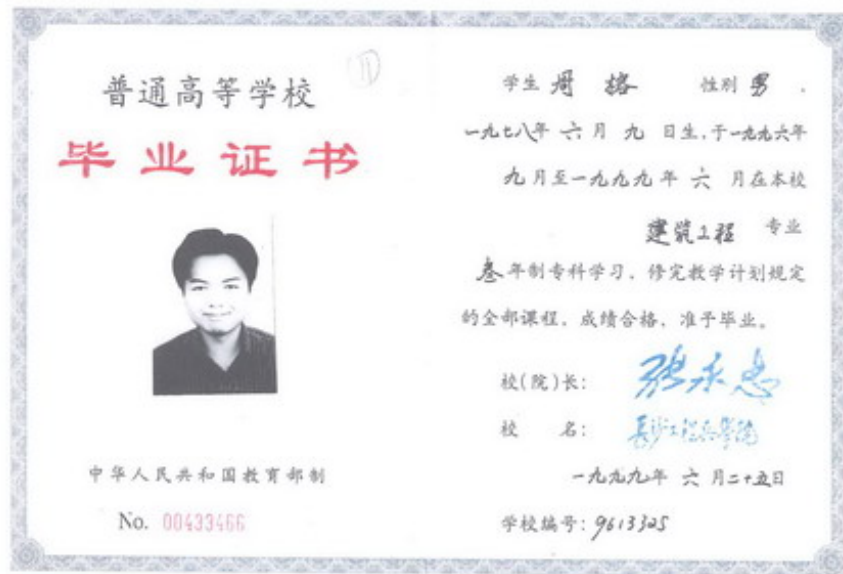 普通高等学校
毕业证书
中华人民共和国教育部制
No. 00433466
学生 周 榕 性别 男 .
一九七八年 六月 九 日生,于一九九六年
九月至一九九九年 六 月在本校
建筑工程 专业
叁年制专科学习,修完教学计划规定
的全部课程,成绩合格,准予毕业。
校(院)长: 张永忠
校 名:
一九九九年 六 月二十五日
学校编号: 9613325